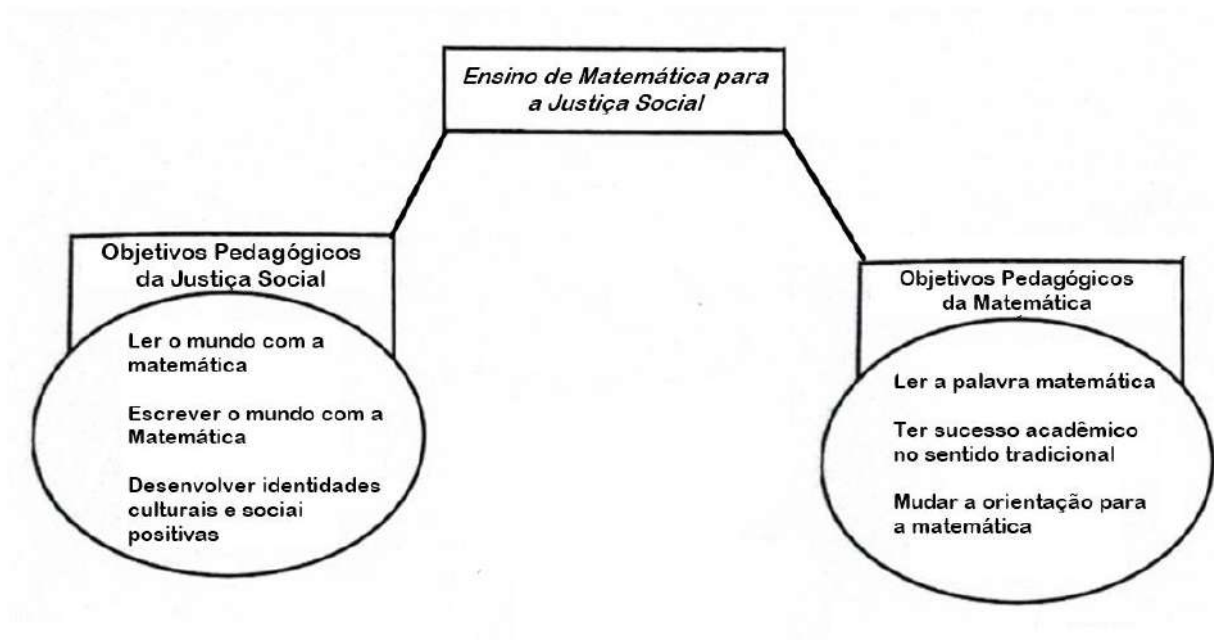 Ensino de Matemática para
a Justiça Social
Objetivos Pedagógicos
da Justiça Social
Ler o mundo com a
matemática
Escrever o mundo com a
Matemática
Desenvolver identidades
culturais e sociai
positivas
Objetivos Pedagógicos
da Matemática
Ler a palavra matemática
Ter sucesso acadêmico
no sentido tradicional
Mudar a orientação para
a matemática